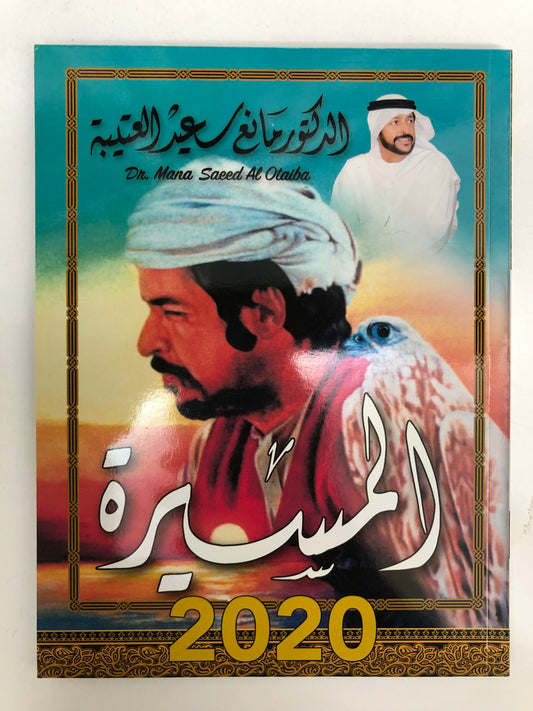 الدكتور مانع سعيد العتيبة
Dr. Mana Saeed Al Otaiba
المسيرة
2020